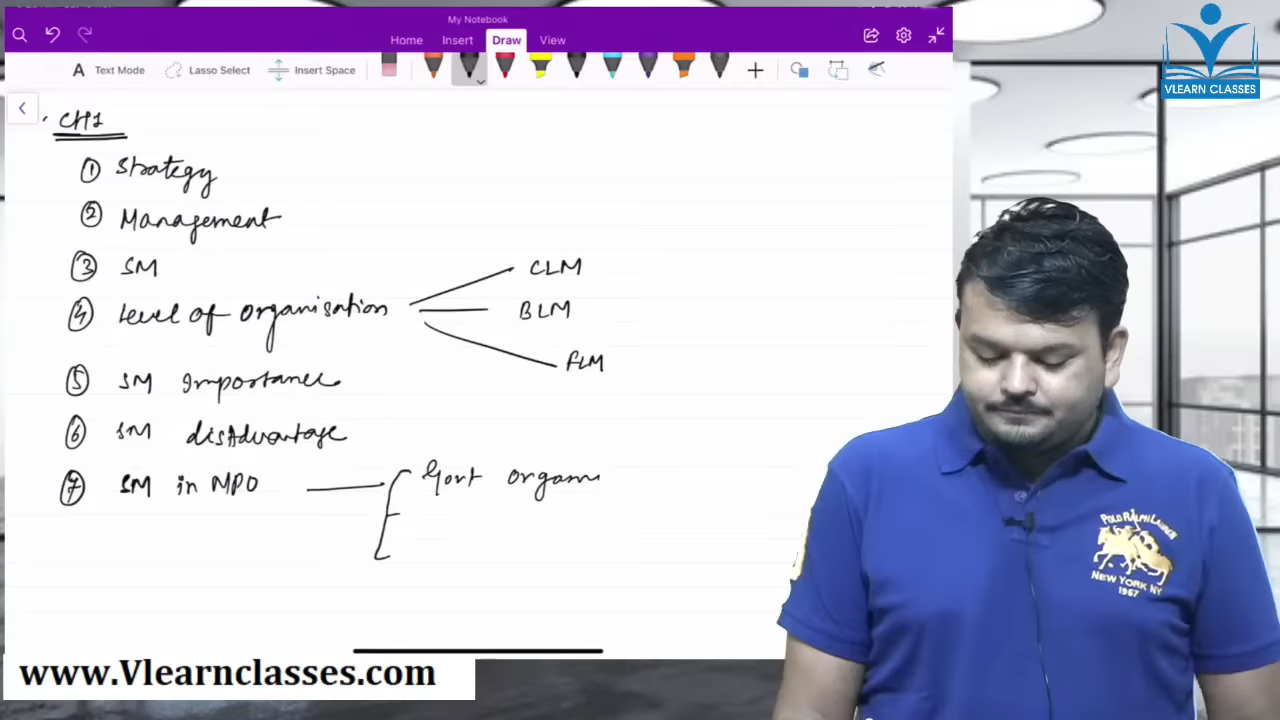 My Notebook
Home Insert Draw View
A Text Mode Lasso Select Insert Space
VLEARN CLASSES
CH1
① Strategy
② Management
③ SM
④ Level of organisation
CLM
BLM
FLM
⑤ SM Importance
⑥ SM disAdvantage
⑦ SM in NPO
Govt Organi
POLO RALPH LAUREN
NEW YORK NY
1967
www.Vlearnclasses.com